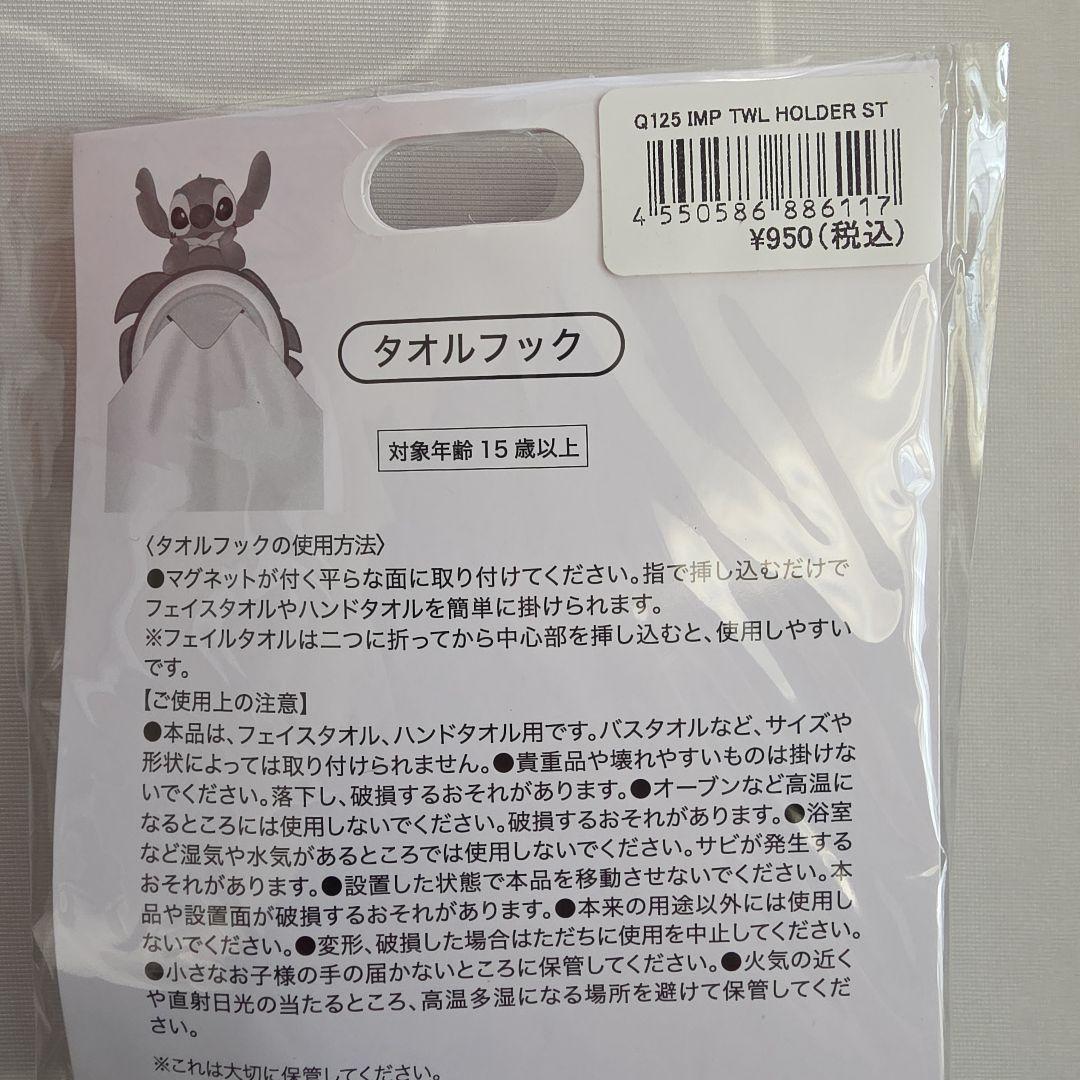 Q125 IMP TWL HOLDER ST
4 550586 886117
¥950(税込)
タオルフック
対象年齢 15 歳以上
〈タオルフックの使用方法〉
●マグネットが付く平らな面に取り付けてください。指で挿し込むだけで
フェイスタオルやハンドタオルを簡単に掛けられます。
※フェイルタオルは二つに折ってから中心部を挿し込むと、使用しやすい
です。
【ご使用上の注意】
●本品は、フェイスタオル、ハンドタオル用です。バスタオルなど、サイズや
形状によっては取り付けられません。●貴重品や壊れやすいものは掛けな
いでください。落下し、破損するおそれがあります。●オーブンなど高温に
なるところには使用しないでください。破損するおそれがあります。●浴室
など湿気や水気があるところでは使用しないでください。サビが発生する
おそれがあります。●設置した状態で本品を移動させないでください。本
品や設置面が破損するおそれがあります。●本来の用途以外には使用し
ないでください。●変形、破損した場合はただちに使用を中止してください。
●小さなお子様の手の届かないところに保管してください。●火気の近く
や直射日光の当たるところ、高温多湿になる場所を避けて保管してくだ
さい。
※これは大切に保管してください。